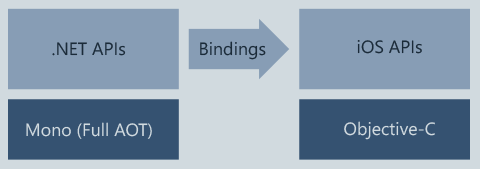 .NET APIs
Bindings
iOS APIs
Mono (Full AOT)
Objective-C